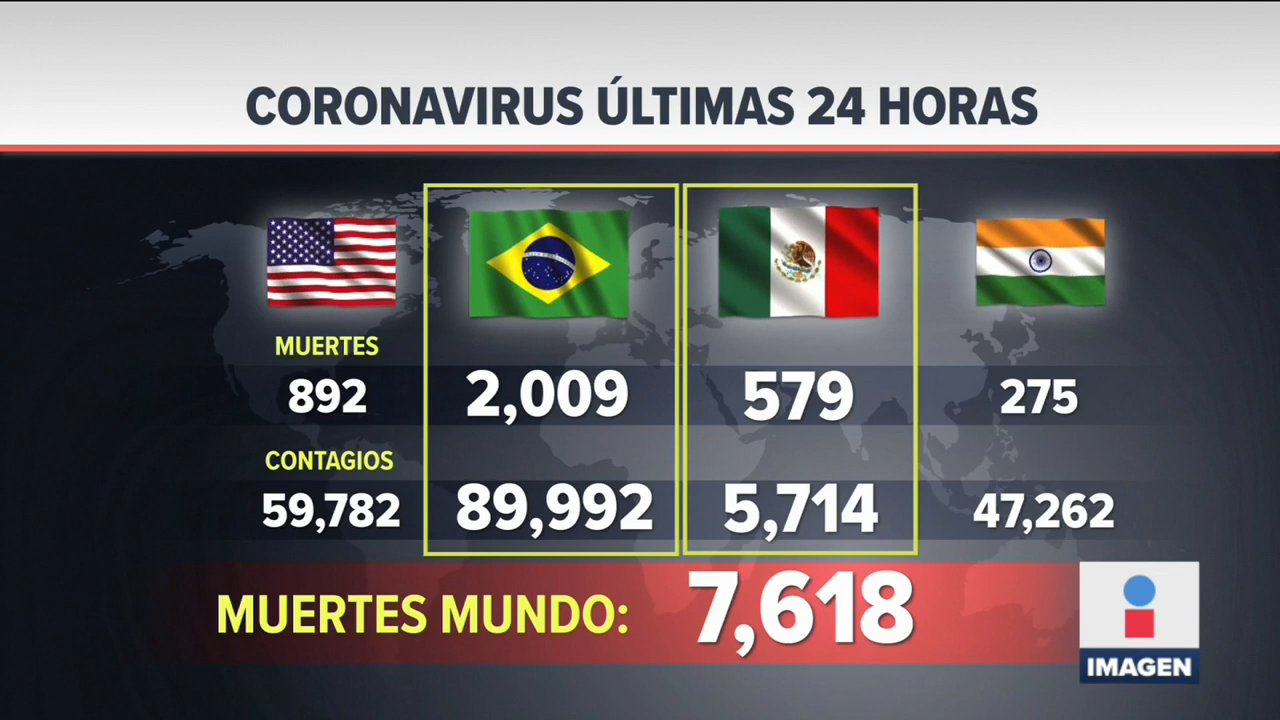 CORONAVIRUS ÚLTIMAS 24 HORAS
MUERTES
892 2,009 579 275
CONTAGIOS
59,782 89,992 5,714 47,262
MUERTES MUNDO: 7,618
IMAGEN